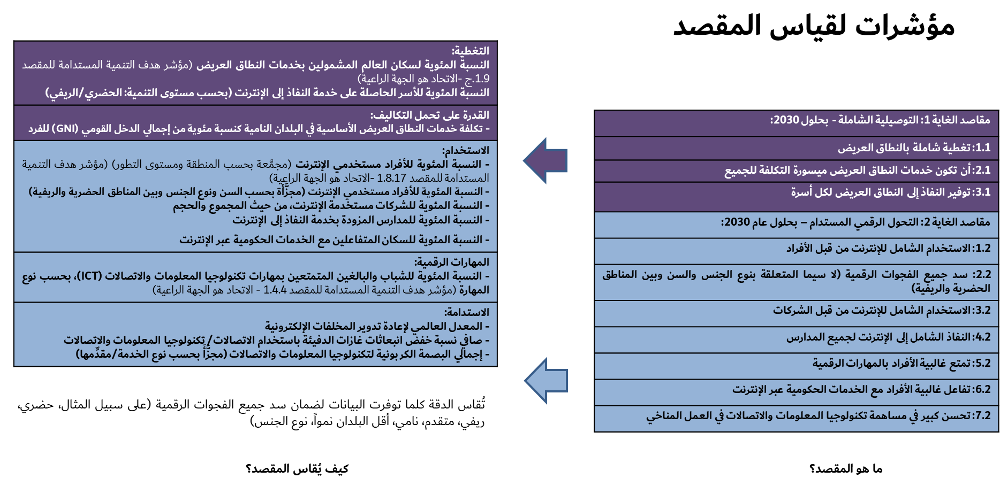 مؤشرات لقياس المقصد
مقاصد الغاية 1: التوصيلية الشاملة - بحلول 2030:
1.1: تغطية شاملة بالنطاق العريض
2.1: أن تكون خدمات النطاق العريض ميسورة التكلفة للجميع
3.1: توفير النفاذ إلى النطاق العريض لكل أسرة
مقاصد الغاية 2: التحول الرقمي المستدام – بحلول عام 2030:
1.2: الاستخدام الشامل للإنترنت من قبل الأفراد
2.2: سد جميع الفجوات الرقمية (لا سيما المتعلقة بنوع الجنس والسن وبين المناطق
الحضرية والريفية)
3.2: الاستخدام الشامل للإنترنت من قبل الشركات
4.2: النفاذ الشامل إلى الإنترنت لجميع المدارس
5.2: تمتع غالبية الأفراد بالمهارات الرقمية
6.2: تفاعل غالبية الأفراد مع الخدمات الحكومية عبر الإنترنت
7.2: تحسن كبير في مساهمة تكنولوجيا المعلومات والاتصالات في العمل المناخي
ما هو المقصد؟
التغطية:
النسبة المئوية لسكان العالم المشمولين بخدمات النطاق العريض (مؤشر هدف التنمية المستدامة للمقصد
1.9.ج -الاتحاد هو الجهة الراعية)
النسبة المئوية للأسر الحاصلة على خدمة النفاذ إلى الإنترنت (بحسب مستوى التنمية: الحضري/الريفي)
القدرة على تحمل التكاليف:
- تكلفة خدمات النطاق العريض الأساسية في البلدان النامية كنسبة مئوية من إجمالي الدخل القومي (GNI) للفرد
الاستخدام:
- النسبة المئوية للأفراد مستخدمي الإنترنت (مجمَّعة بحسب المنطقة ومستوى التطور) (مؤشر هدف التنمية
المستدامة للمقصد 1.8.17 -الاتحاد هو الجهة الراعية)
- النسبة المئوية للأفراد مستخدمي الإنترنت (مجزَّأة بحسب السن ونوع الجنس وبين المناطق الحضرية والريفية)
- النسبة المئوية للشركات مستخدمة الإنترنت، من حيث المجموع والحجم
- النسبة المئوية للمدارس المزودة بخدمة النفاذ إلى الإنترنت
- النسبة المئوية للسكان المتفاعلين مع الخدمات الحكومية عبر الإنترنت
المهارات الرقمية:
- النسبة المئوية للشباب والبالغين المتمتعين بمهارات تكنولوجيا المعلومات والاتصالات (ICT)، بحسب نوع
المهارة (مؤشر هدف التنمية المستدامة للمقصد 1.4.4 - الاتحاد هو الجهة الراعية)
الاستدامة:
- المعدل العالمي لإعادة تدوير المخلفات الإلكترونية
- صافي نسبة خفض انبعاثات غازات الدفيئة باستخدام الاتصالات/تكنولوجيا المعلومات والاتصالات
- إجمالي البصمة الكربونية لتكنولوجيا المعلومات والاتصالات (مجزَّأ بحسب نوع الخدمة/مقدِّمها)
تُقاس الدقة كلما توفرت البيانات لضمان سد جميع الفجوات الرقمية (على سبيل المثال، حضري،
ريفي، متقدم، نامي، أقل البلدان نمواً، نوع الجنس)
كيف يُقاس المقصد؟